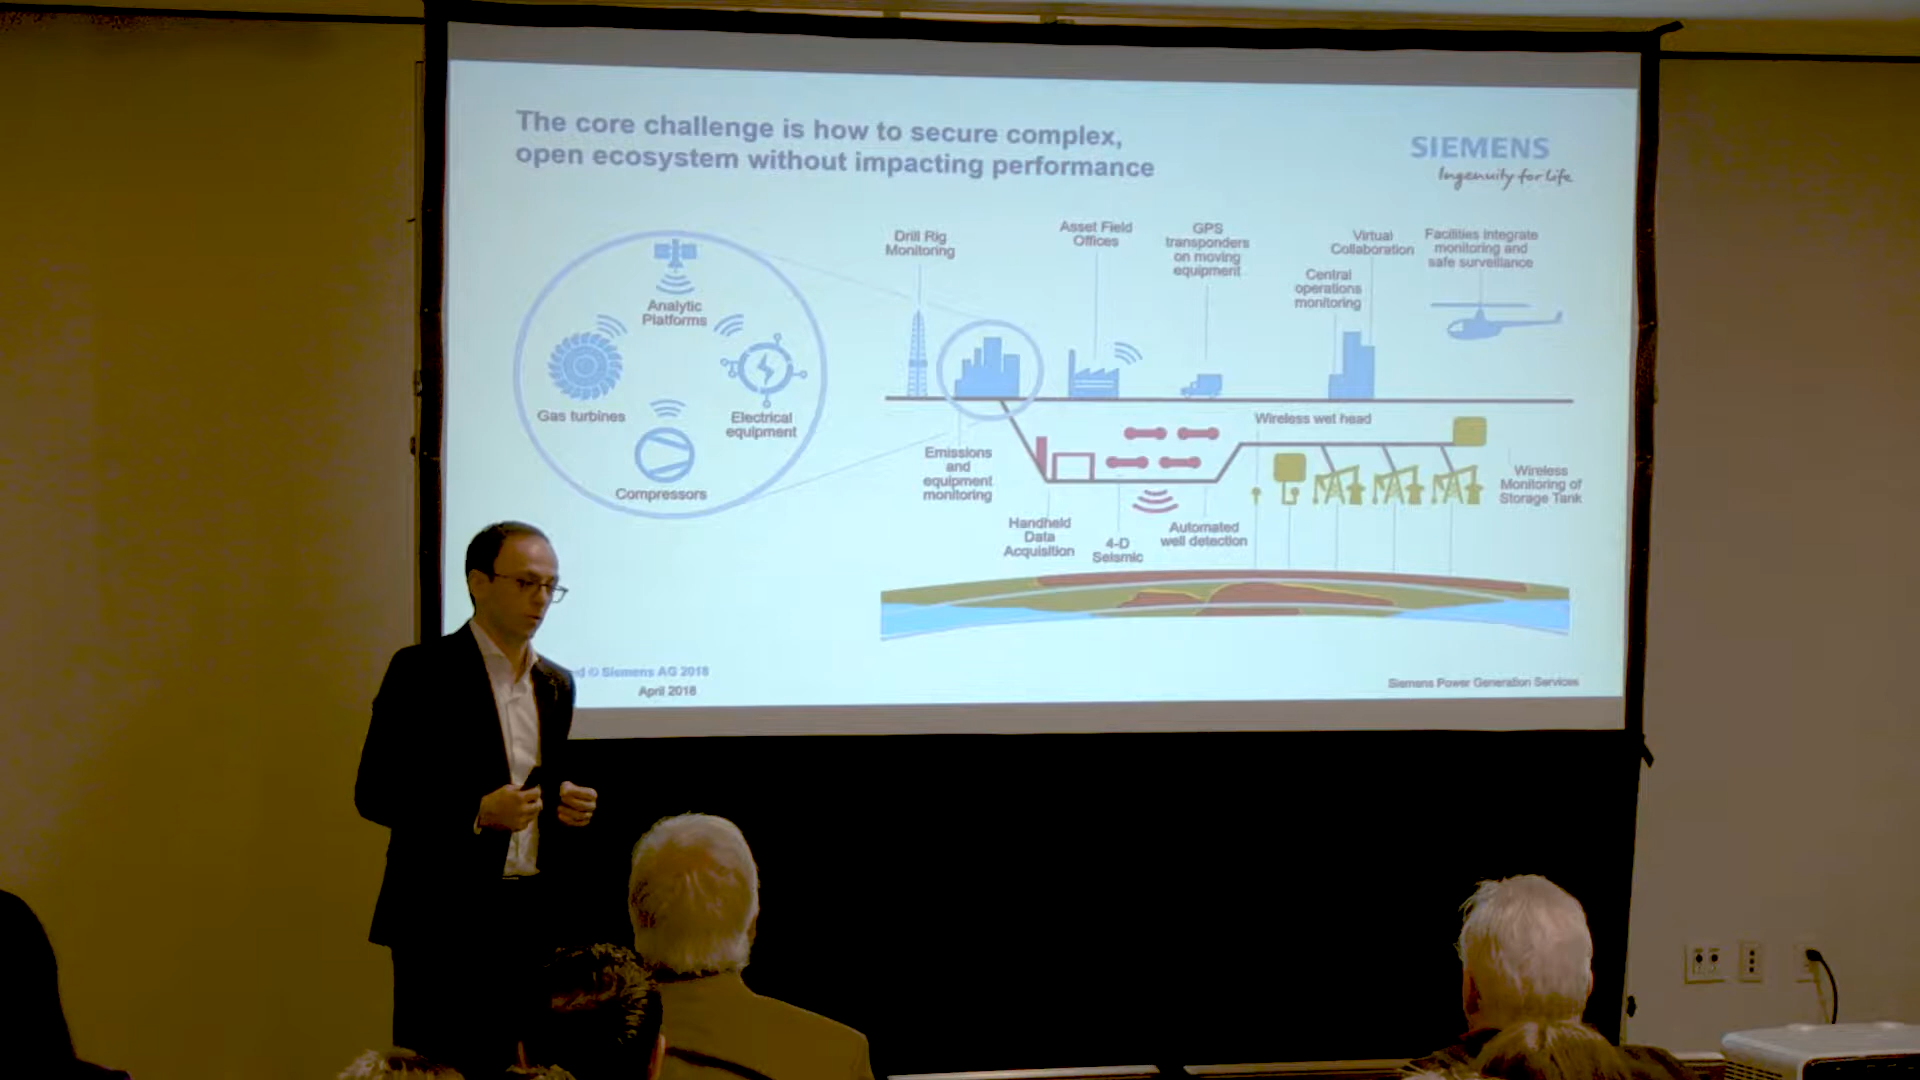 The core challenge is how to secure complex,
open ecosystem without impacting performance
SIEMENS
Ingenuity for life
Analytic
Platforms
Gas turbines
Electrical
equipment
Compressors
Drill Rig
Monitoring
Asset Field
Offices
GPS
transponders
on moving
equipment
Virtual
Collaboration
Central
operations
monitoring
Facilities integrate
monitoring and
safe surveillance
Emissions
and
equipment
monitoring
Handheld
Data
Acquisition
4-D
Seismic
Automated
well detection
Wireless wet head
Wireless
Monitoring of
Storage Tank
© Siemens AG 2018
April 2018
Siemens Power Generation Services